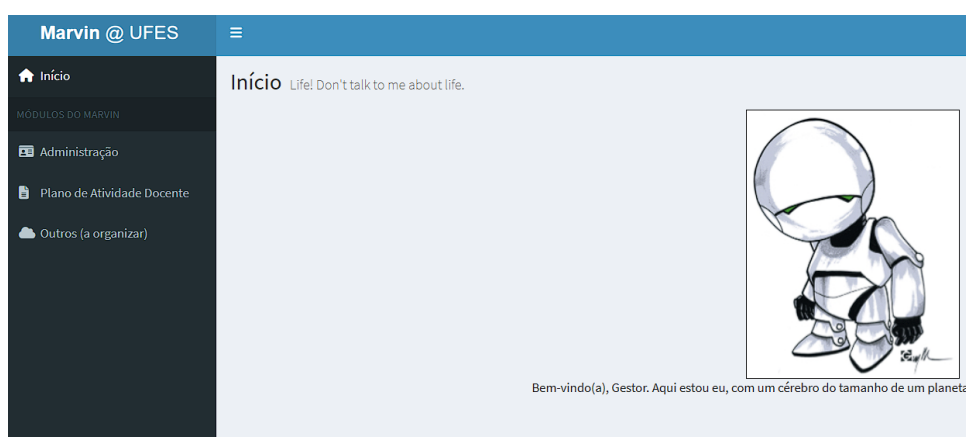 Marvin @ UFES
Início
MÓDULOS DO MARVIN
Administração
Plano de Atividade Docente
Outros (a organizar)
Início Life! Don't talk to me about life.
Bem-vindo(a), Gestor. Aqui estou eu, com um cérebro do tamanho de um planeta